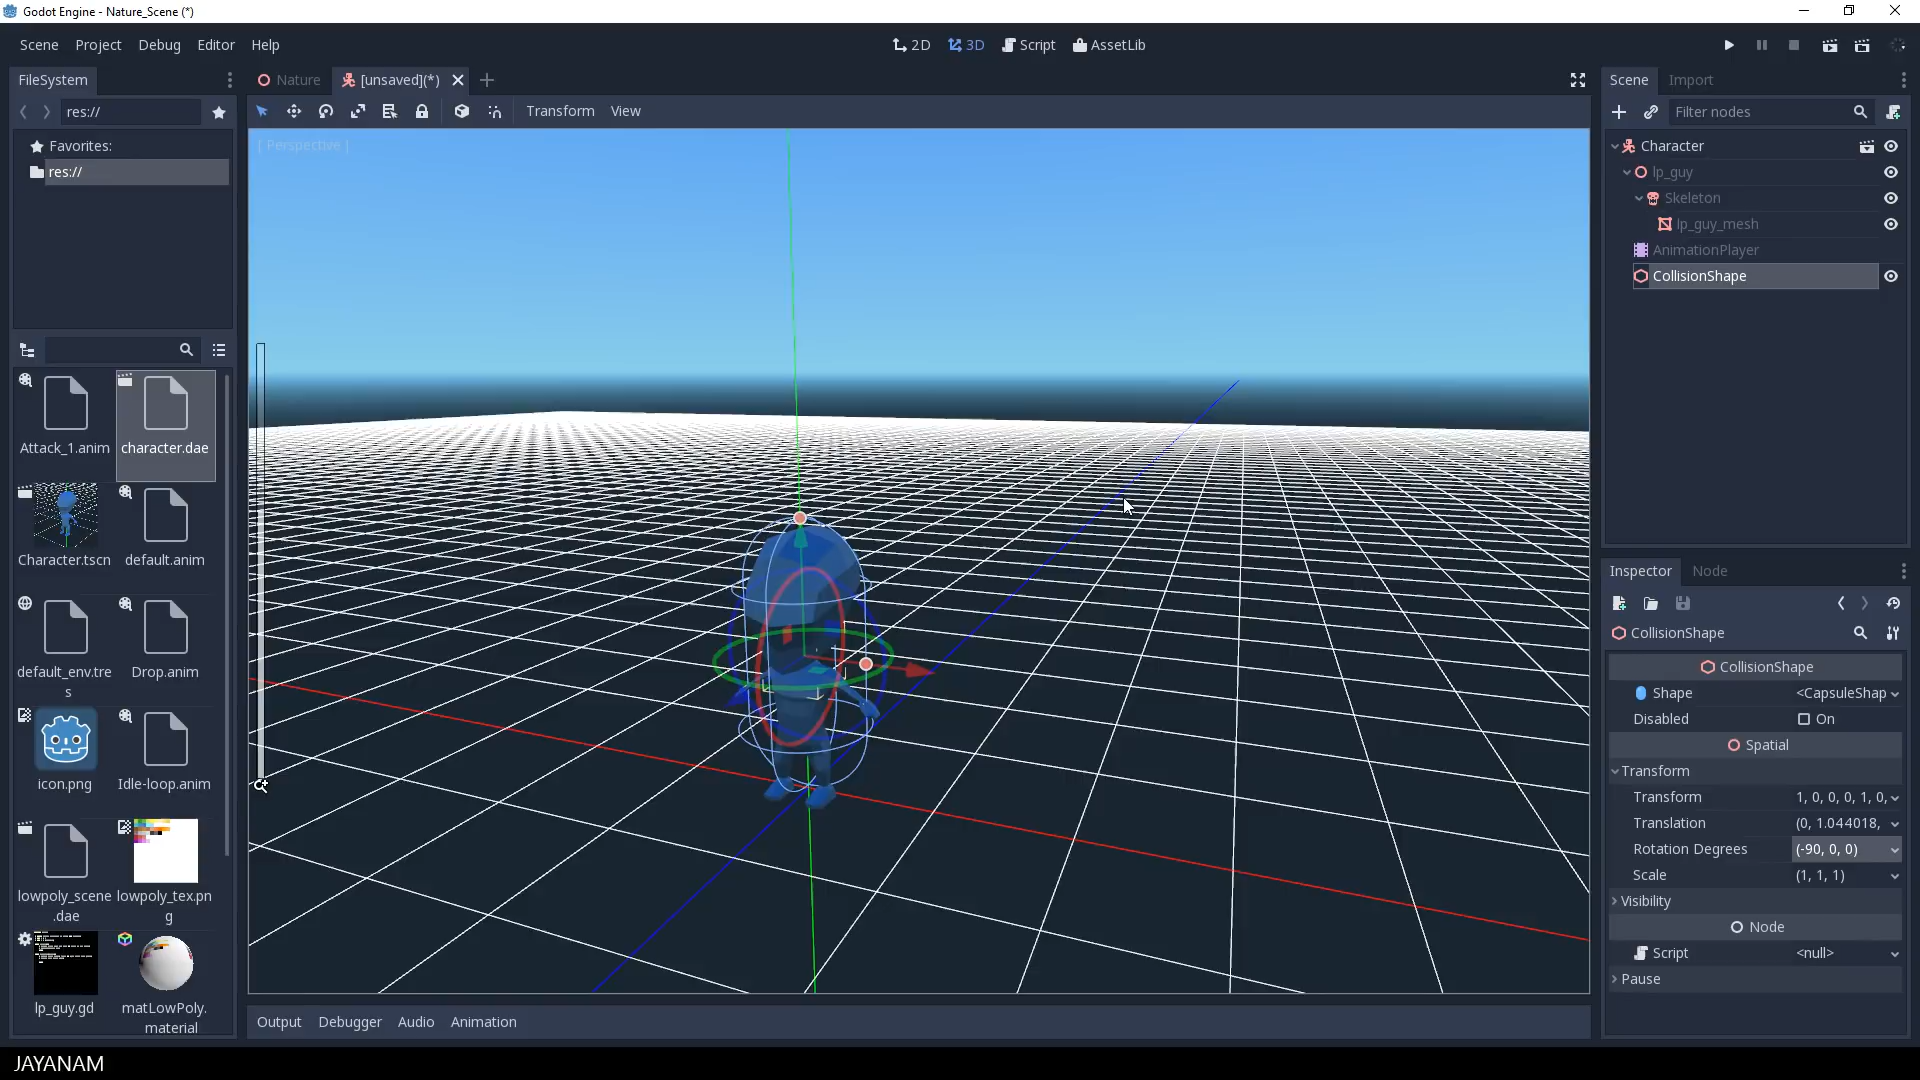 Godot Engine - Nature_Scene (*)
Scene Project Debug Editor Help
2D 3D Script AssetLib
FileSystem
Nature [unsaved](*)
Scene Import
res://
Transform View
Filter nodes
[ Perspective ]
Favorites:
res://
Character
lp_guy
Skeleton
lp_guy_mesh
AnimationPlayer
CollisionShape
Attack_1.anim character.dae
Character.tscn default.anim
default_env.tre
s
Drop.anim
icon.png Idle-loop.anim
lowpoly_scene
.dae
lowpoly_tex.pn
g
lp_guy.gd
matLowPoly.
material
Inspector Node
CollisionShape
CollisionShape
Shape <CapsuleShap
Disabled On
Spatial
Transform
Transform 1, 0, 0, 0, 1, 0,
Translation (0, 1.044018,
Rotation Degrees (-90, 0, 0)
Scale (1, 1, 1)
Visibility
Node
Script <null>
Pause
Output Debugger Audio Animation
JAYANAM